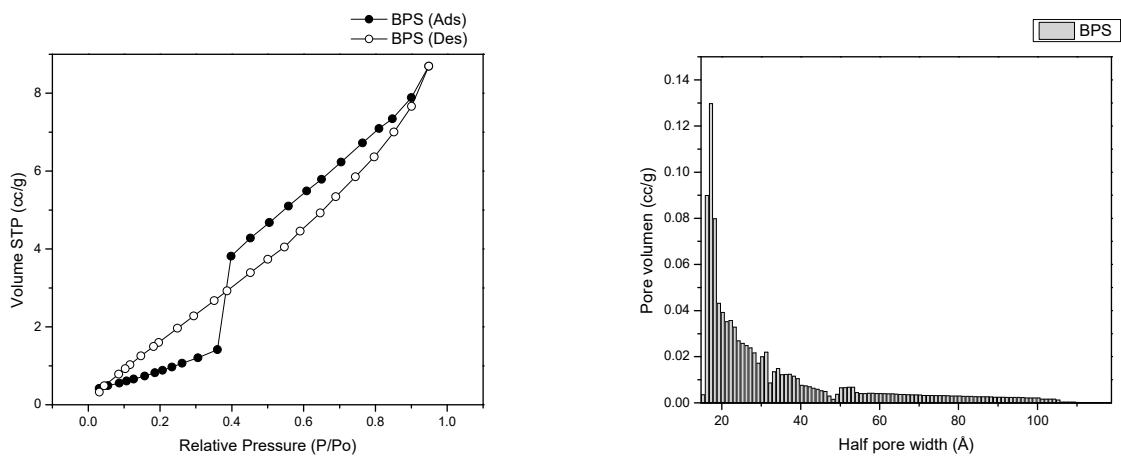 BPS (Ads)
BPS (Des)
8
6
4
2
0
0.0 0.2 0.4 0.6 0.8 1.0
Volume STP (cc/g)
Relative Pressure (P/Po)
BPS
0.14
0.12
0.10
0.08
0.06
0.04
0.02
0.00
20 40 60 80 100
Pore volumen (cc/g)
Half pore width (Å)